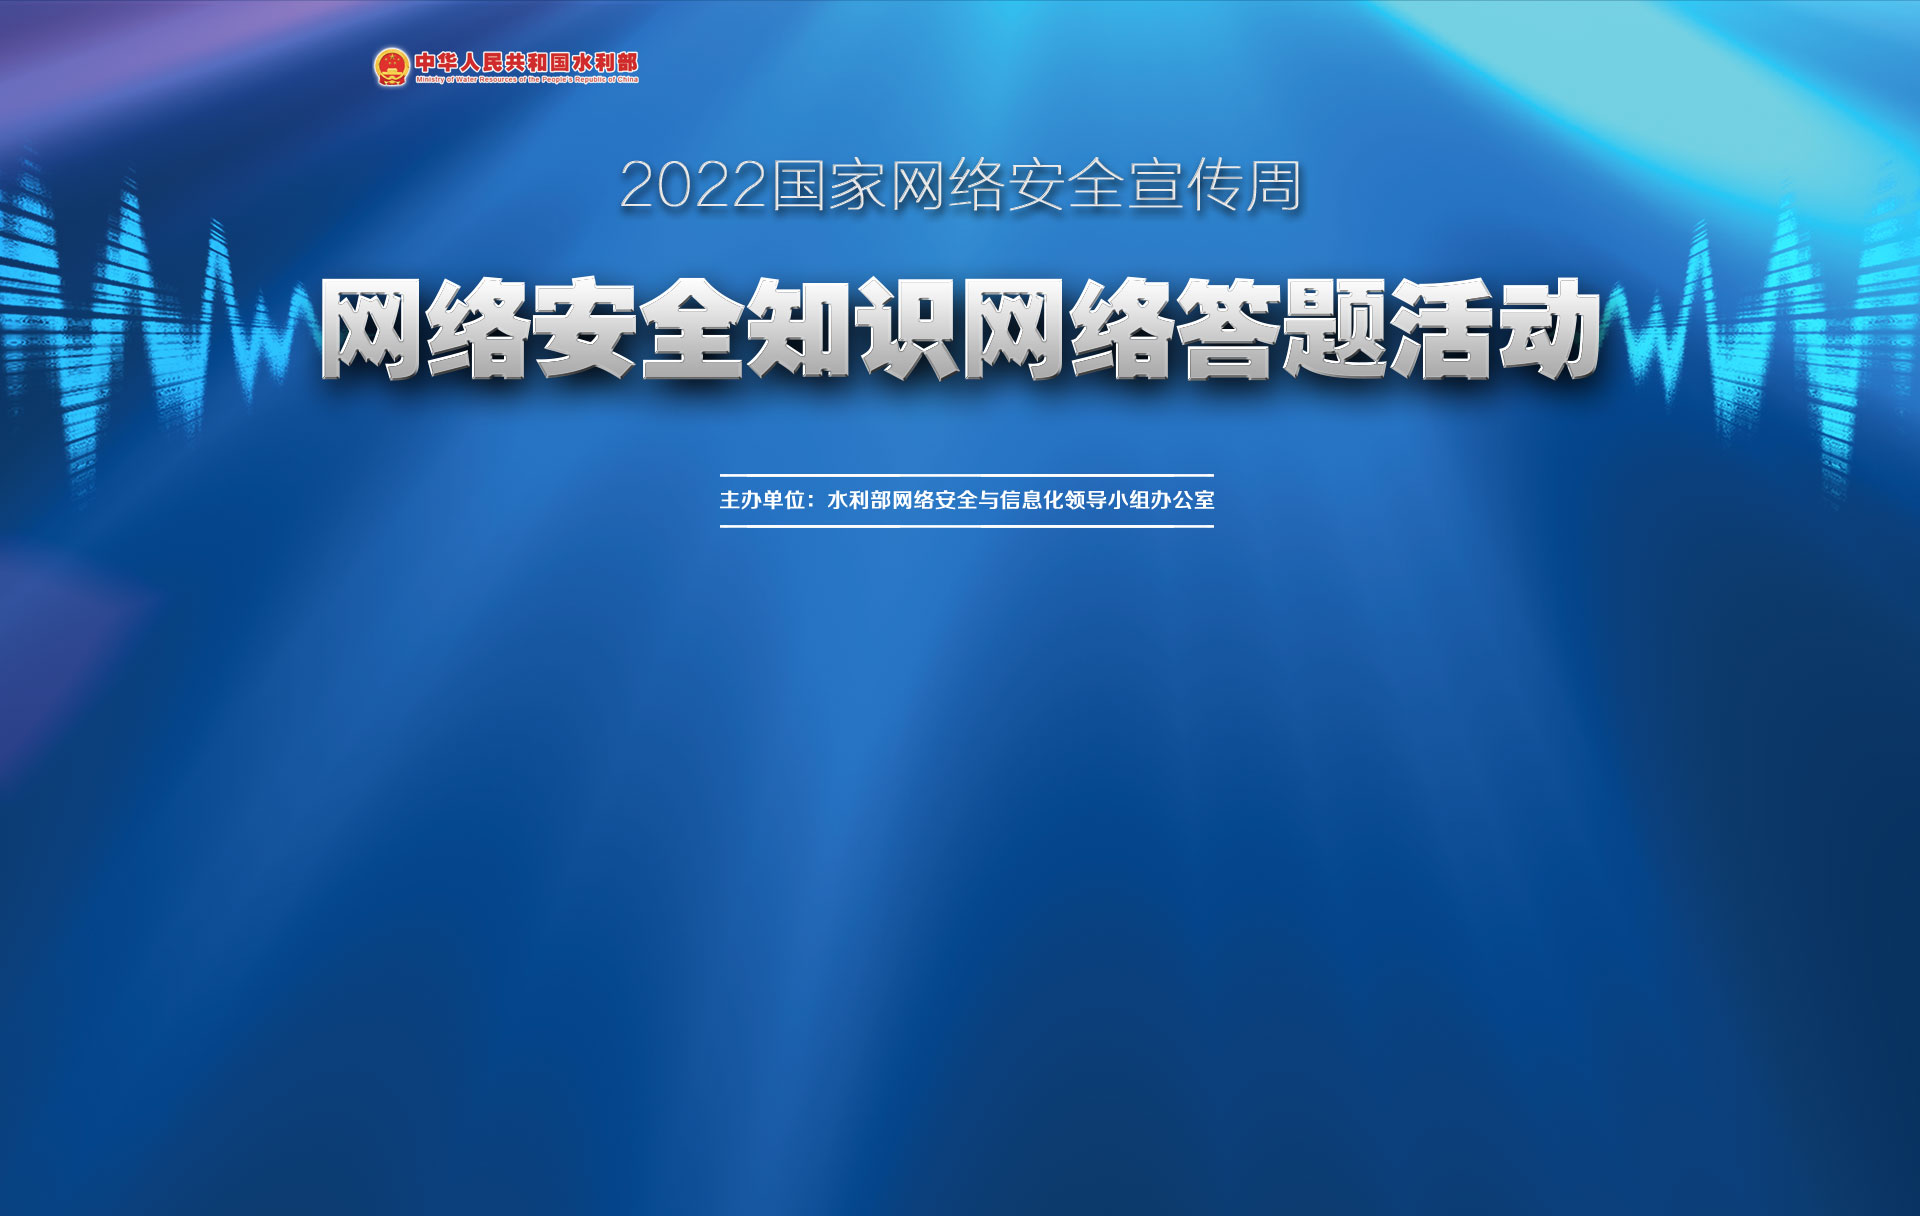 中华人民共和国水利部
Ministry of Water Resources of the People's Republic of China
2022国家网络安全宣传周
网络安全知识网络答题活动
主办单位：水利部网络安全与信息化领导小组办公室